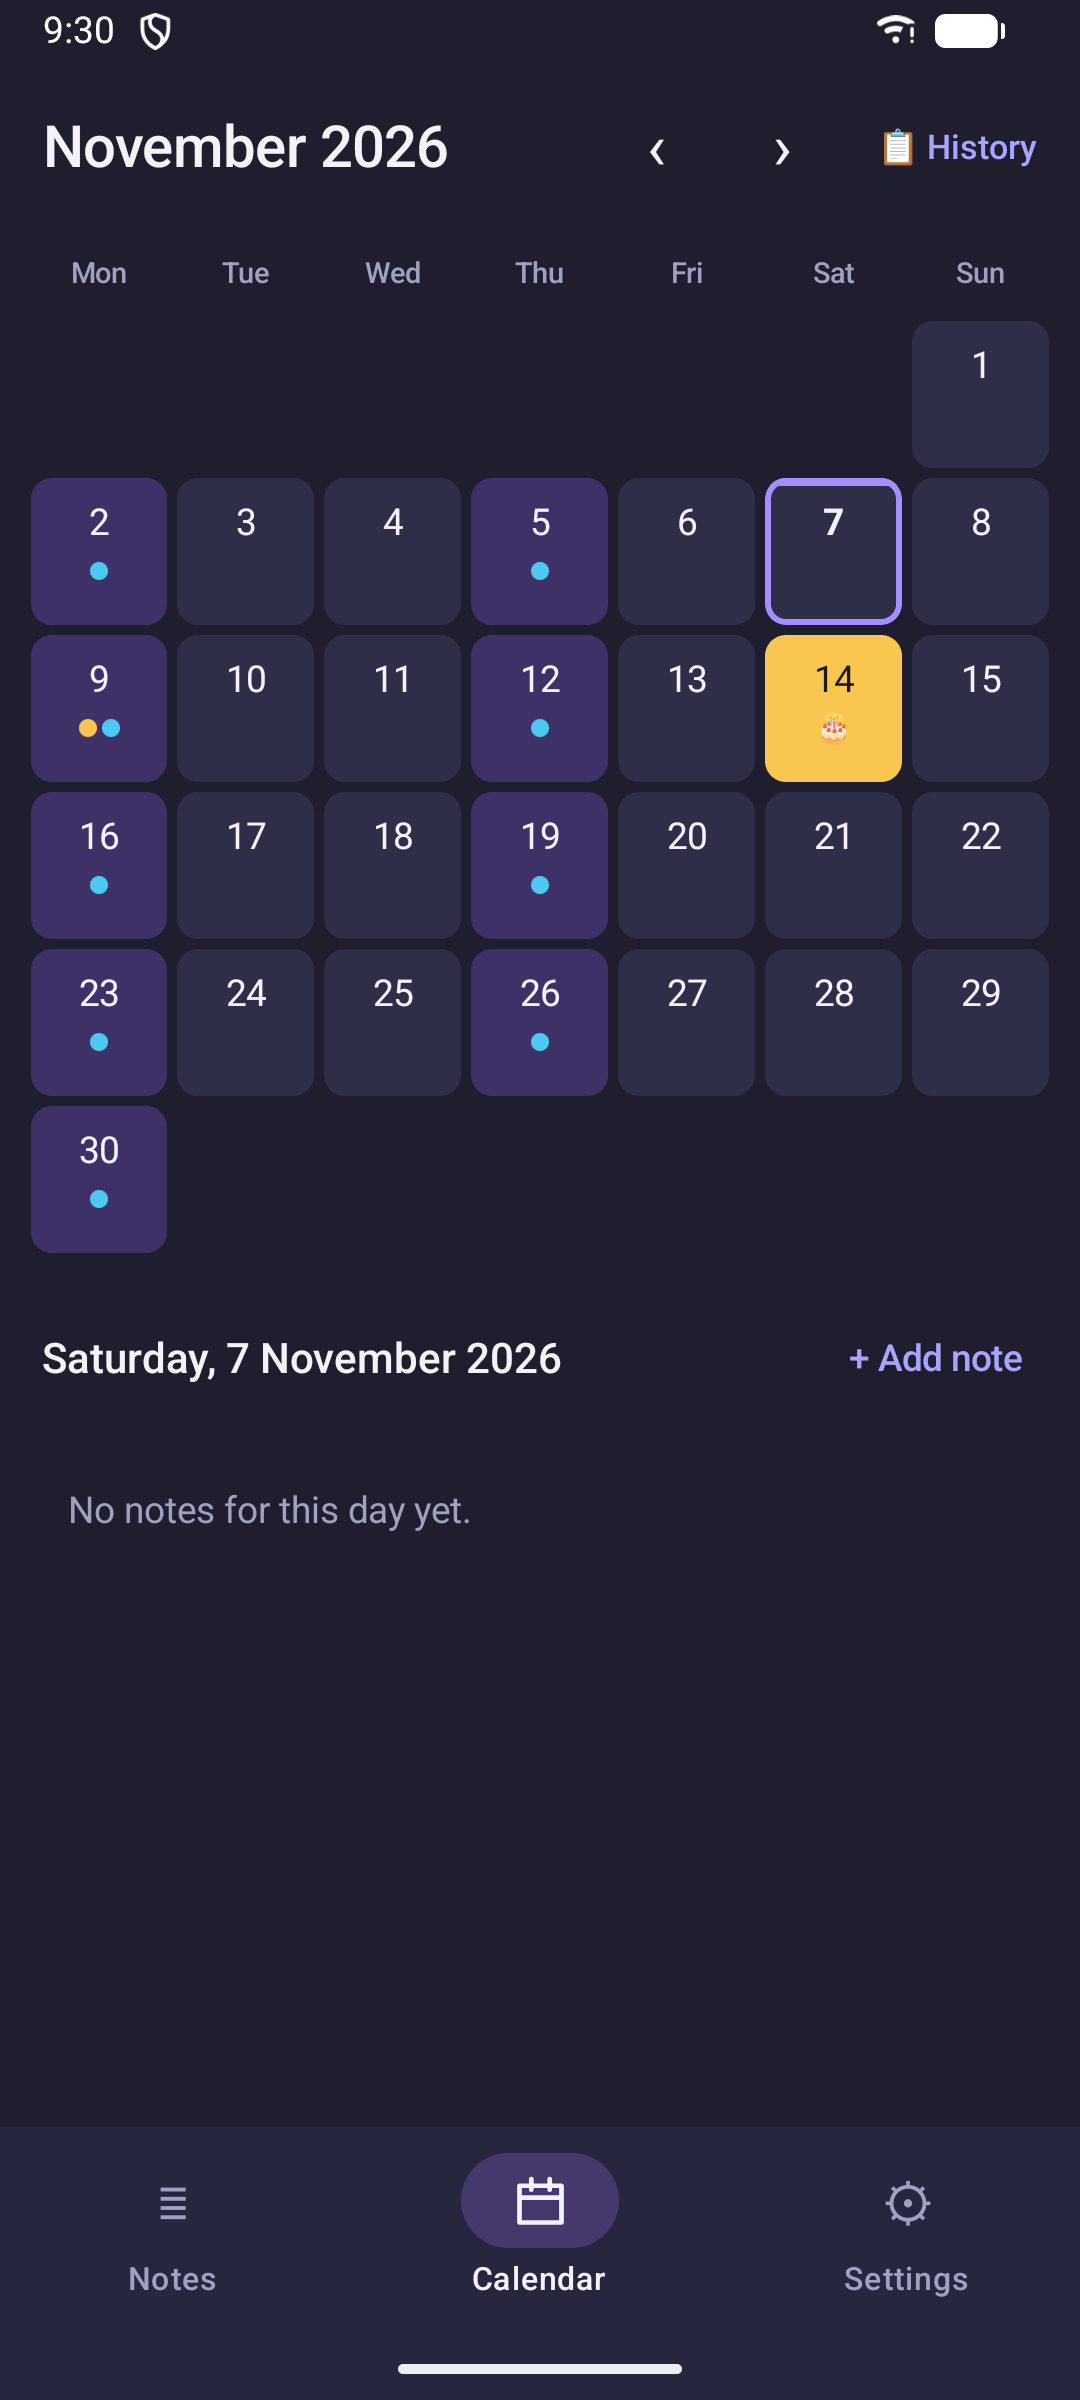 9:30
November 2026 ‹ › 📋 History
Mon Tue Wed Thu Fri Sat Sun
1
2 3 4 5 6 7 8
9 10 11 12 13 14 15
16 17 18 19 20 21 22
23 24 25 26 27 28 29
30
Saturday, 7 November 2026 + Add note
No notes for this day yet.
Notes Calendar Settings